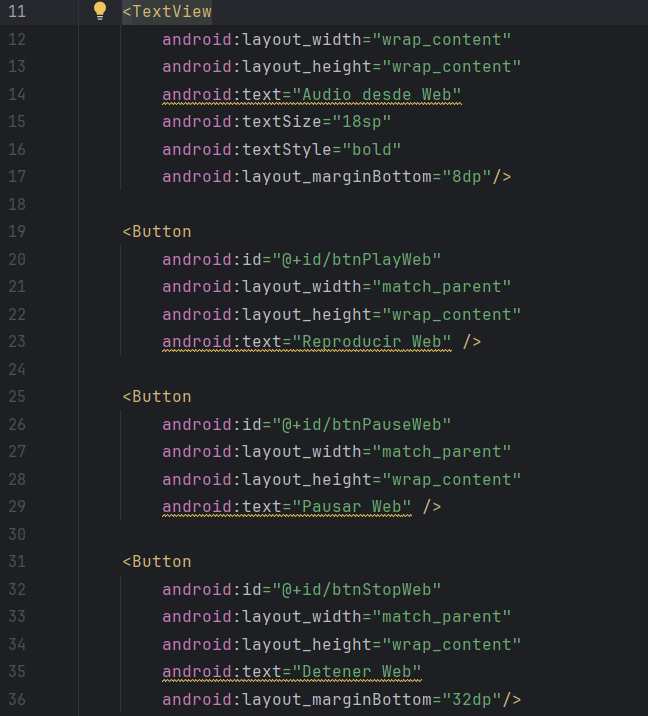 11 <TextView
12 android:layout_width="wrap_content"
13 android:layout_height="wrap_content"
14 android:text="Audio desde Web"
15 android:textSize="18sp"
16 android:textStyle="bold"
17 android:layout_marginBottom="8dp"/>
18
19 <Button
20 android:id="@+id/btnPlayWeb"
21 android:layout_width="match_parent"
22 android:layout_height="wrap_content"
23 android:text="Reproducir Web" />
24
25 <Button
26 android:id="@+id/btnPauseWeb"
27 android:layout_width="match_parent"
28 android:layout_height="wrap_content"
29 android:text="Pausar Web" />
30
31 <Button
32 android:id="@+id/btnStopWeb"
33 android:layout_width="match_parent"
34 android:layout_height="wrap_content"
35 android:text="Detener Web"
36 android:layout_marginBottom="32dp"/>